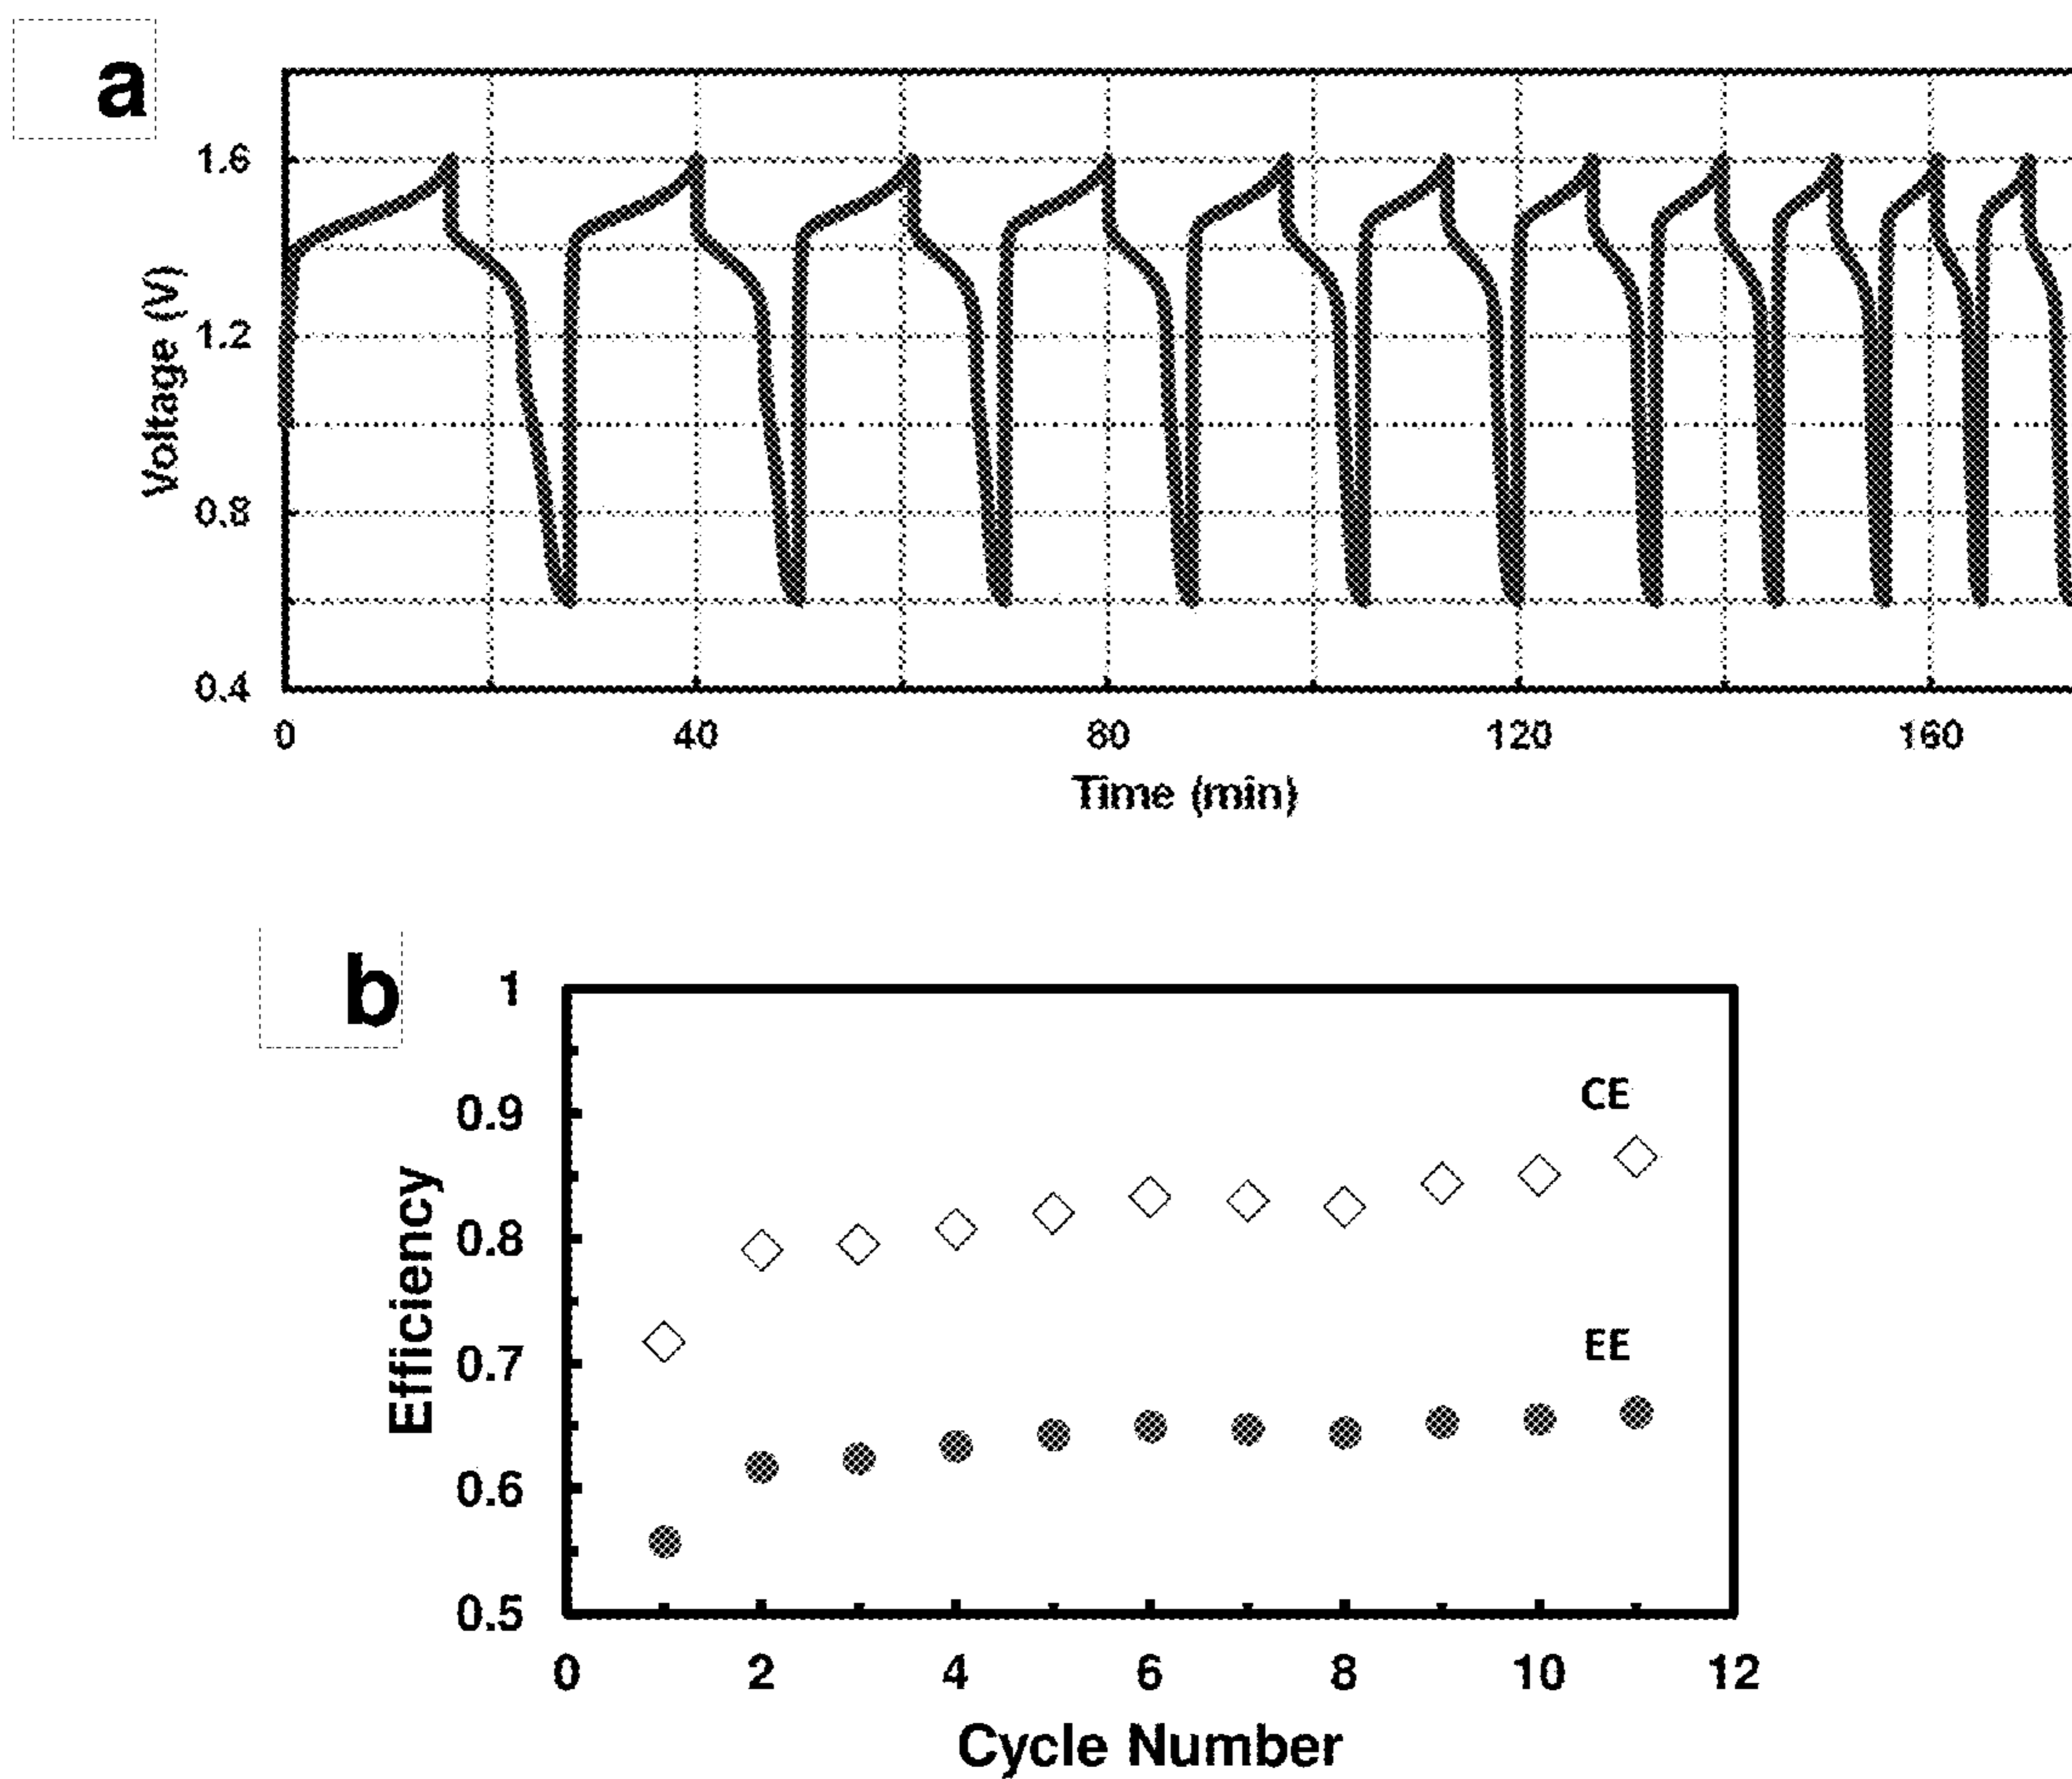 a
1.6
1.2
0.8
0.4
Voltage (V)
0 40 80 120 160
Time (min)
b
1
0.9
0.8
0.7
0.6
0.5
Efficiency
CE
EE
0 2 4 6 8 10 12
Cycle Number